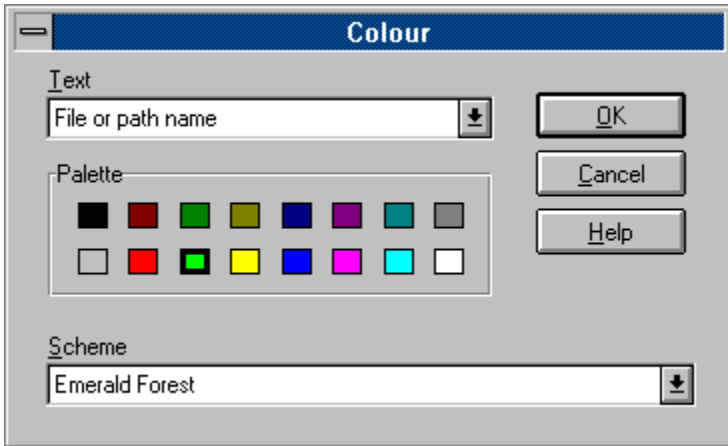 Colour
Text
File or path name
OK
Palette
Cancel
Help
Scheme
Emerald Forest